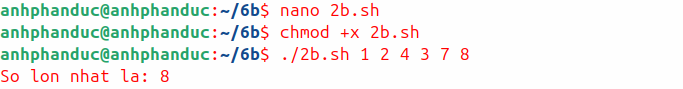 anhphanduc@anhphanduc:~/6b$ nano 2b.sh
anhphanduc@anhphanduc:~/6b$ chmod +x 2b.sh
anhphanduc@anhphanduc:~/6b$ ./2b.sh 1 2 4 3 7 8
So lon nhat la: 8